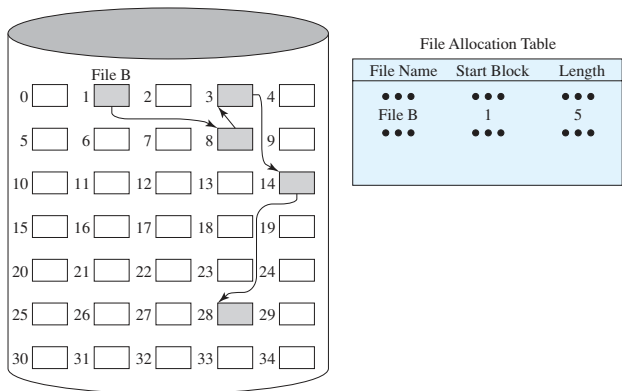 File B
0 1 2 3 4
5 6 7 8 9
10 11 12 13 14
15 16 17 18 19
20 21 22 23 24
25 26 27 28 29
30 31 32 33 34
File Allocation Table
File Name Start Block Length
••• ••• •••
File B 1 5
••• ••• •••